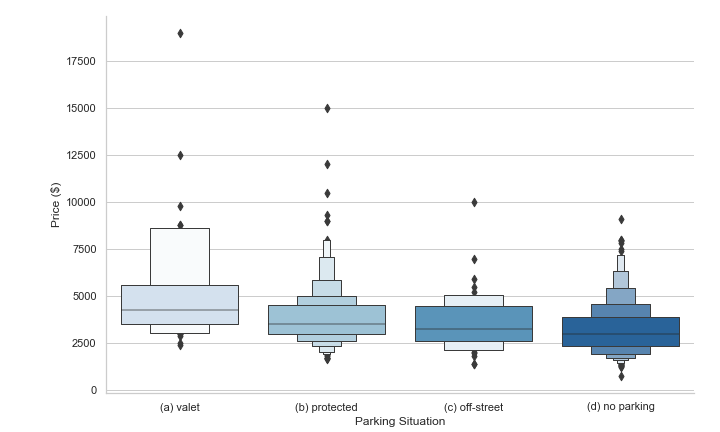 17500
15000
12500
10000
7500
5000
2500
0
Price ($)
(a) valet
(b) protected
(c) off-street
(d) no parking
Parking Situation